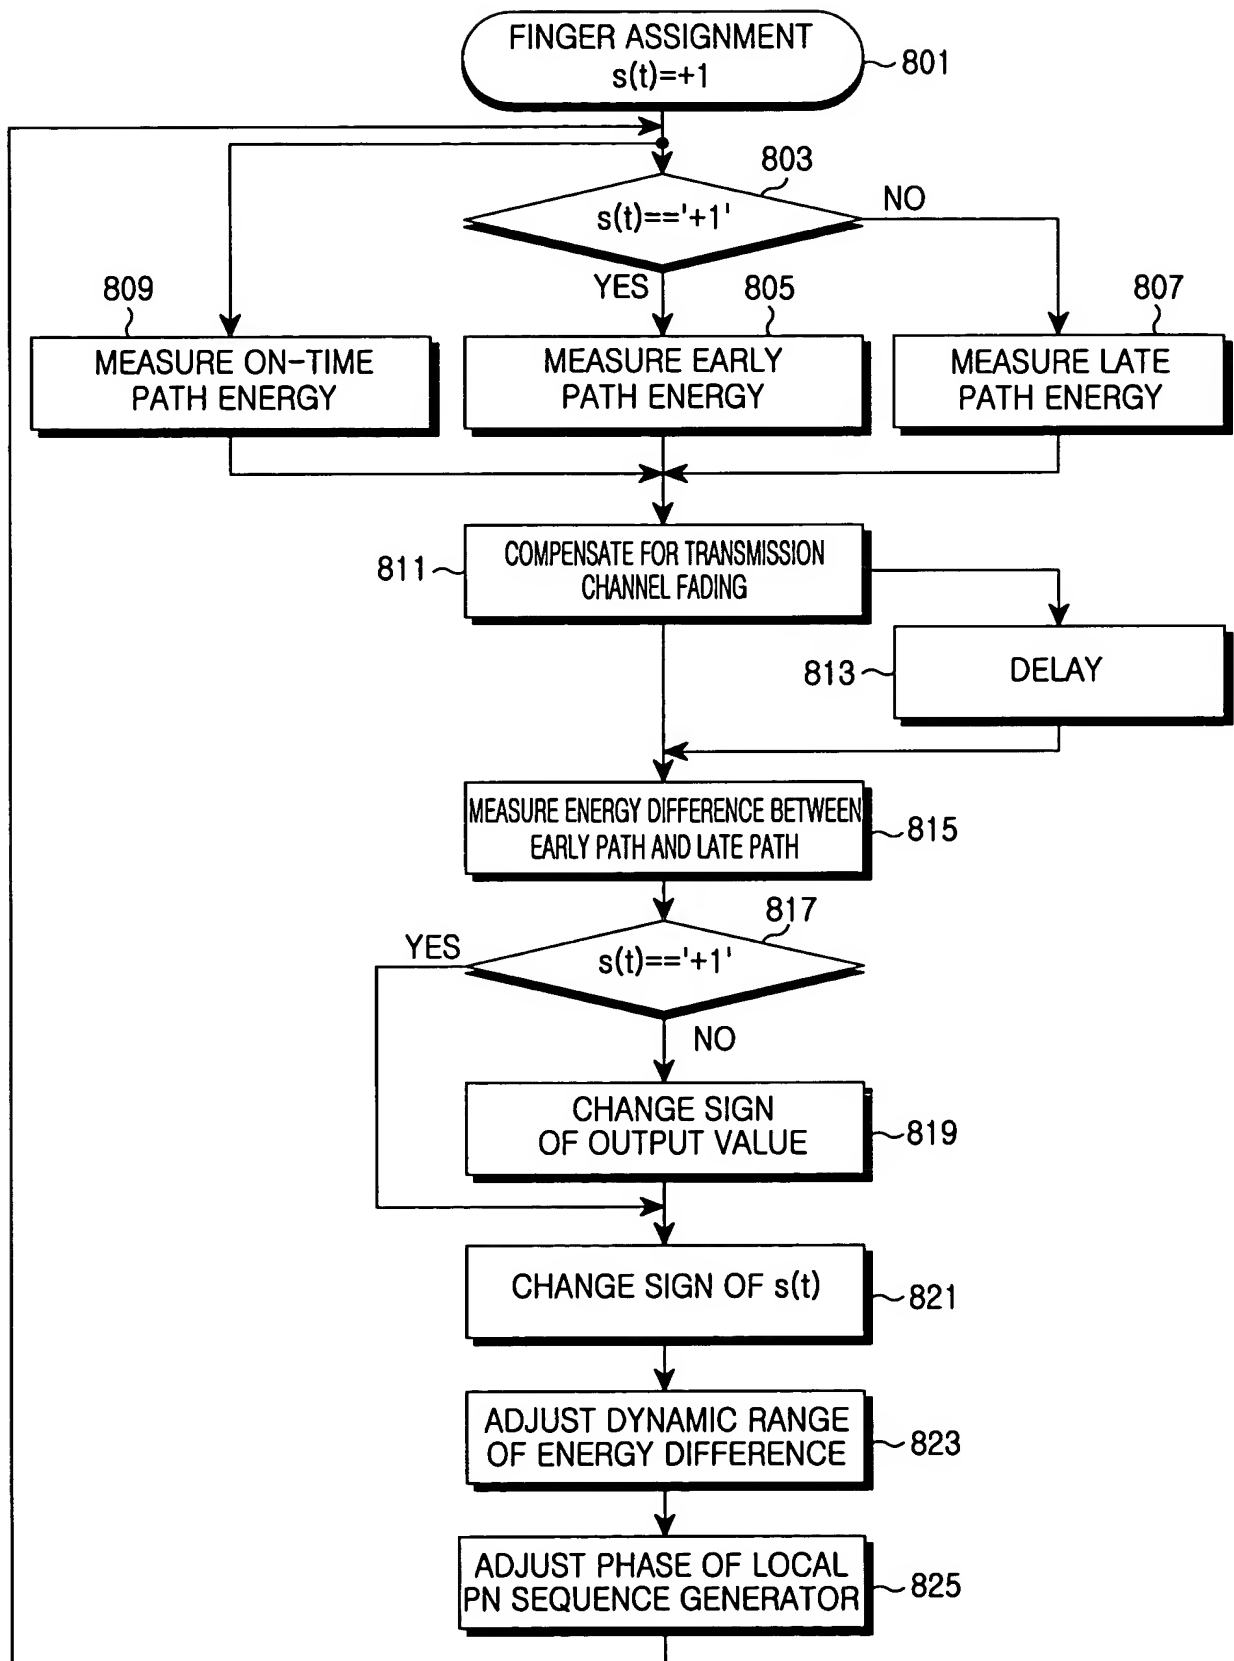 FINGER ASSIGNMENT
s(t)=+1
801
803
s(t)=='+1'
NO
YES
809
MEASURE ON-TIME
PATH ENERGY
805
MEASURE EARLY
PATH ENERGY
807
MEASURE LATE
PATH ENERGY
811
COMPENSATE FOR TRANSMISSION
CHANNEL FADING
813
DELAY
MEASURE ENERGY DIFFERENCE BETWEEN
EARLY PATH AND LATE PATH
815
817
YES
s(t)=='+1'
NO
CHANGE SIGN
OF OUTPUT VALUE
819
CHANGE SIGN OF s(t)
821
ADJUST DYNAMIC RANGE
OF ENERGY DIFFERENCE
823
ADJUST PHASE OF LOCAL
PN SEQUENCE GENERATOR
825